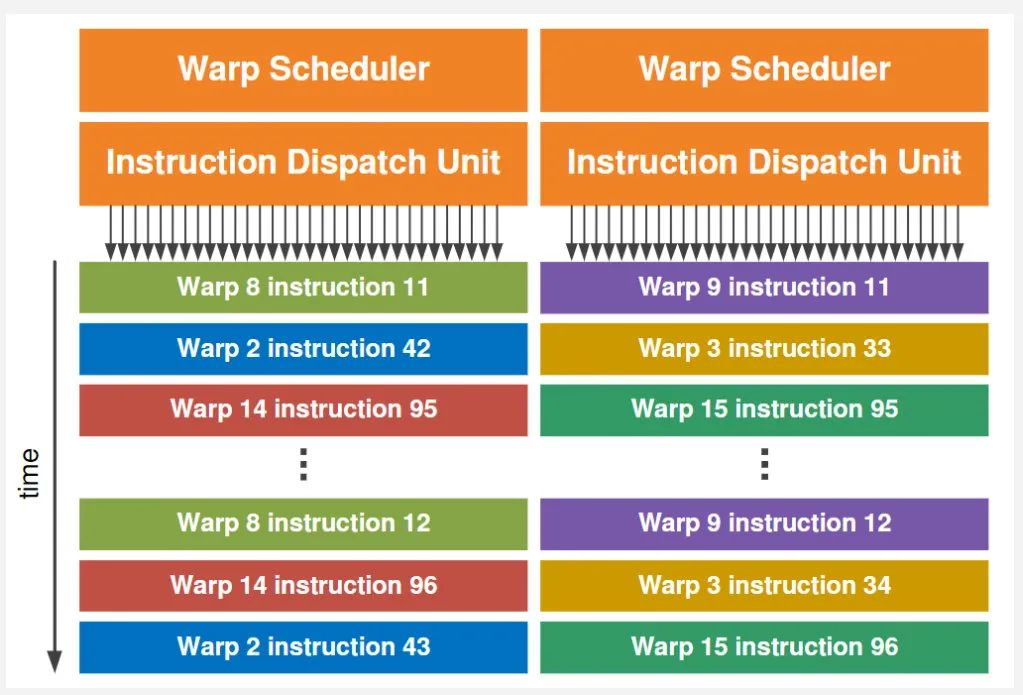 Warp Scheduler
Instruction Dispatch Unit
Warp 8 instruction 11
Warp 2 instruction 42
Warp 14 instruction 95
Warp 8 instruction 12
Warp 14 instruction 96
Warp 2 instruction 43
Warp Scheduler
Instruction Dispatch Unit
Warp 9 instruction 11
Warp 3 instruction 33
Warp 15 instruction 95
Warp 9 instruction 12
Warp 3 instruction 34
Warp 15 instruction 96
time